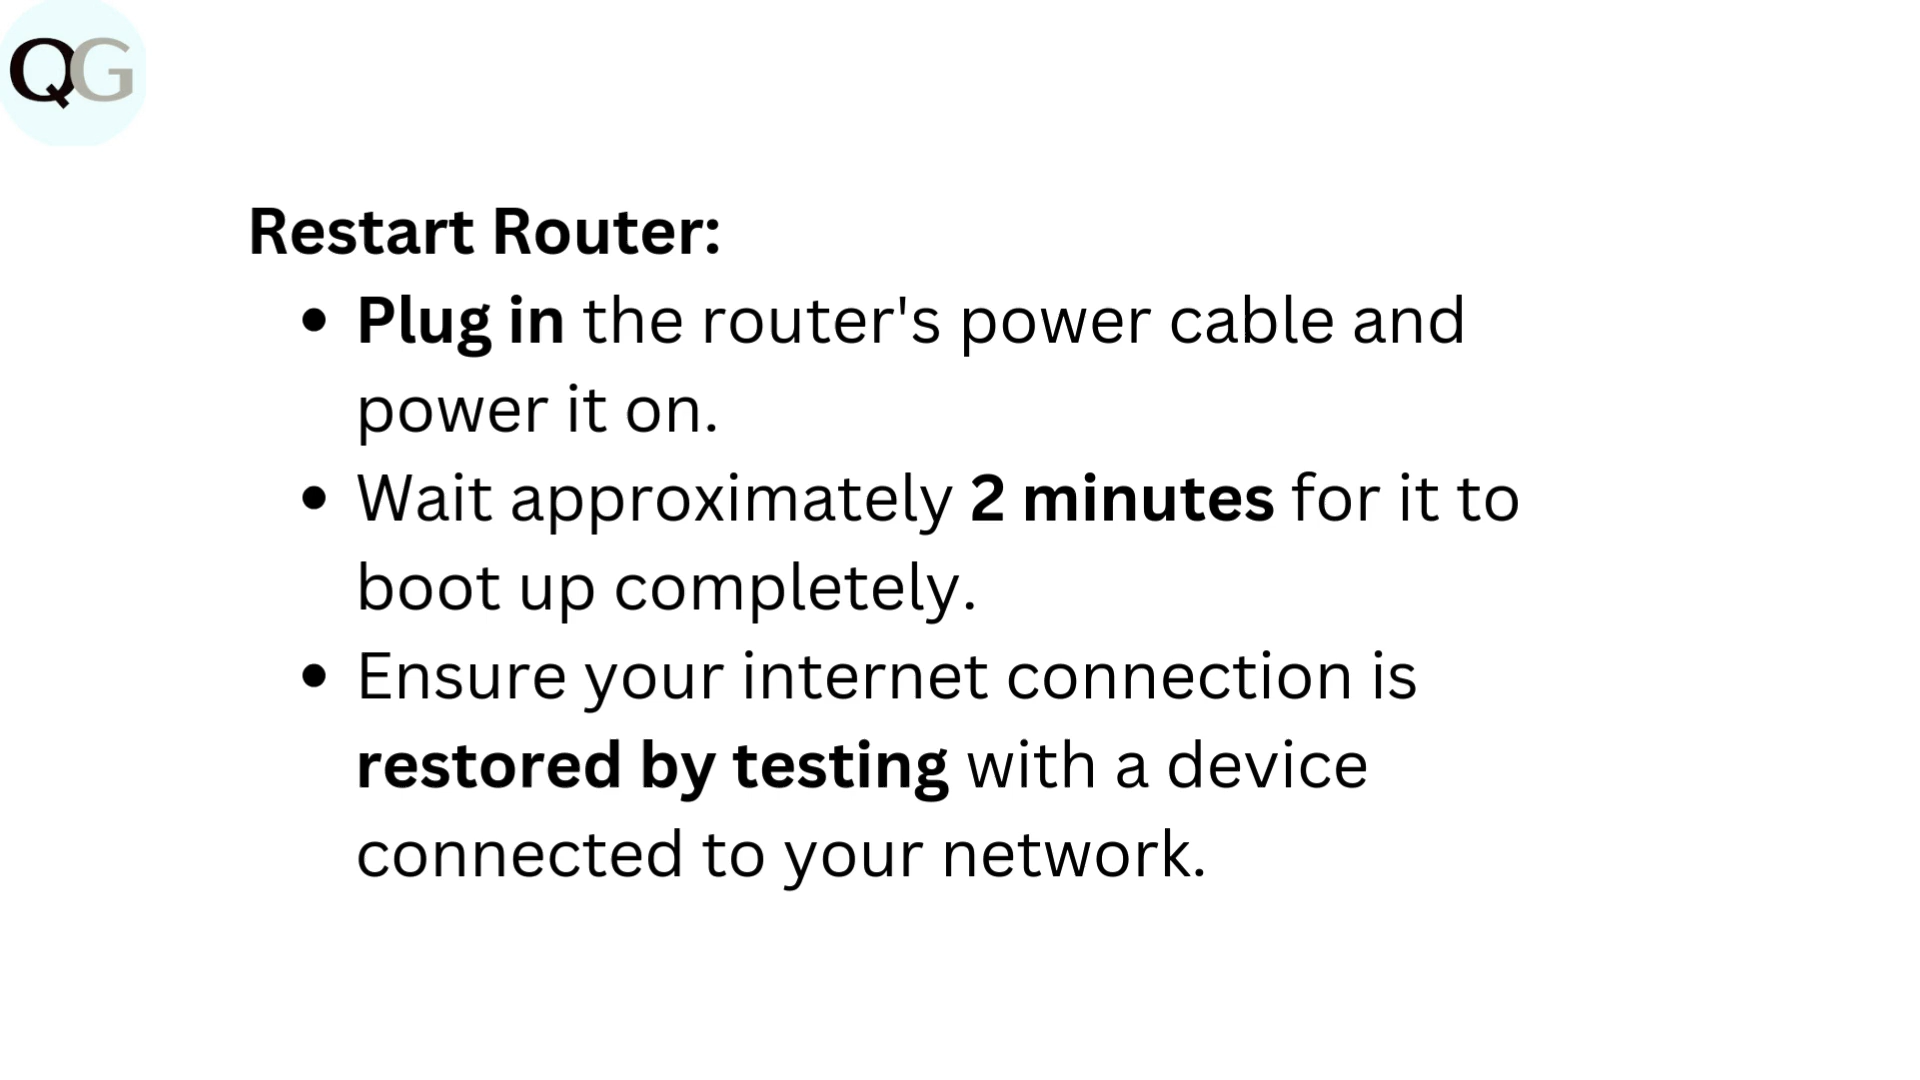 QG
Restart Router:
• Plug in the router's power cable and
power it on.
• Wait approximately 2 minutes for it to
boot up completely.
• Ensure your internet connection is
restored by testing with a device
connected to your network.